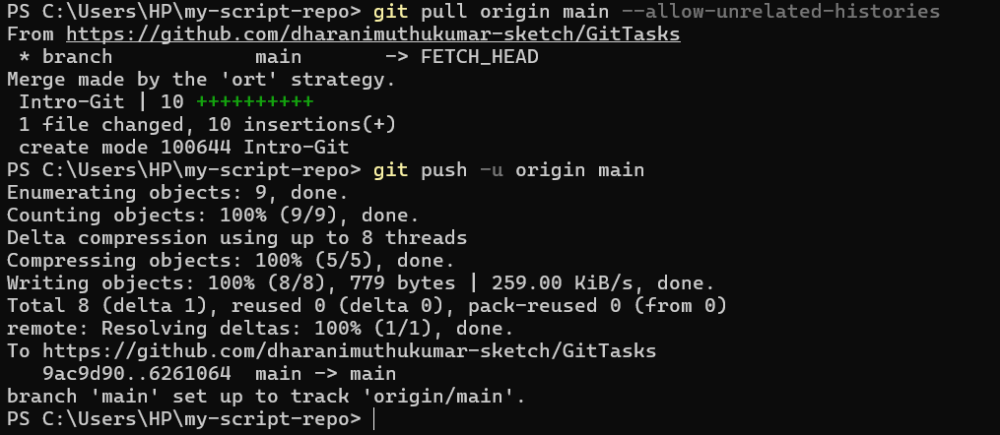 PS C:\Users\HP\my-script-repo> git pull origin main --allow-unrelated-histories
From https://github.com/dharanimuthukumar-sketch/GitTasks
 * branch            main       -> FETCH_HEAD
Merge made by the 'ort' strategy.
 Intro-Git | 10 ++++++++++
 1 file changed, 10 insertions(+)
 create mode 100644 Intro-Git
PS C:\Users\HP\my-script-repo> git push -u origin main
Enumerating objects: 9, done.
Counting objects: 100% (9/9), done.
Delta compression using up to 8 threads
Compressing objects: 100% (5/5), done.
Writing objects: 100% (8/8), 779 bytes | 259.00 KiB/s, done.
Total 8 (delta 1), reused 0 (delta 0), pack-reused 0 (from 0)
remote: Resolving deltas: 100% (1/1), done.
To https://github.com/dharanimuthukumar-sketch/GitTasks
   9ac9d90..6261064  main -> main
branch 'main' set up to track 'origin/main'.
PS C:\Users\HP\my-script-repo>